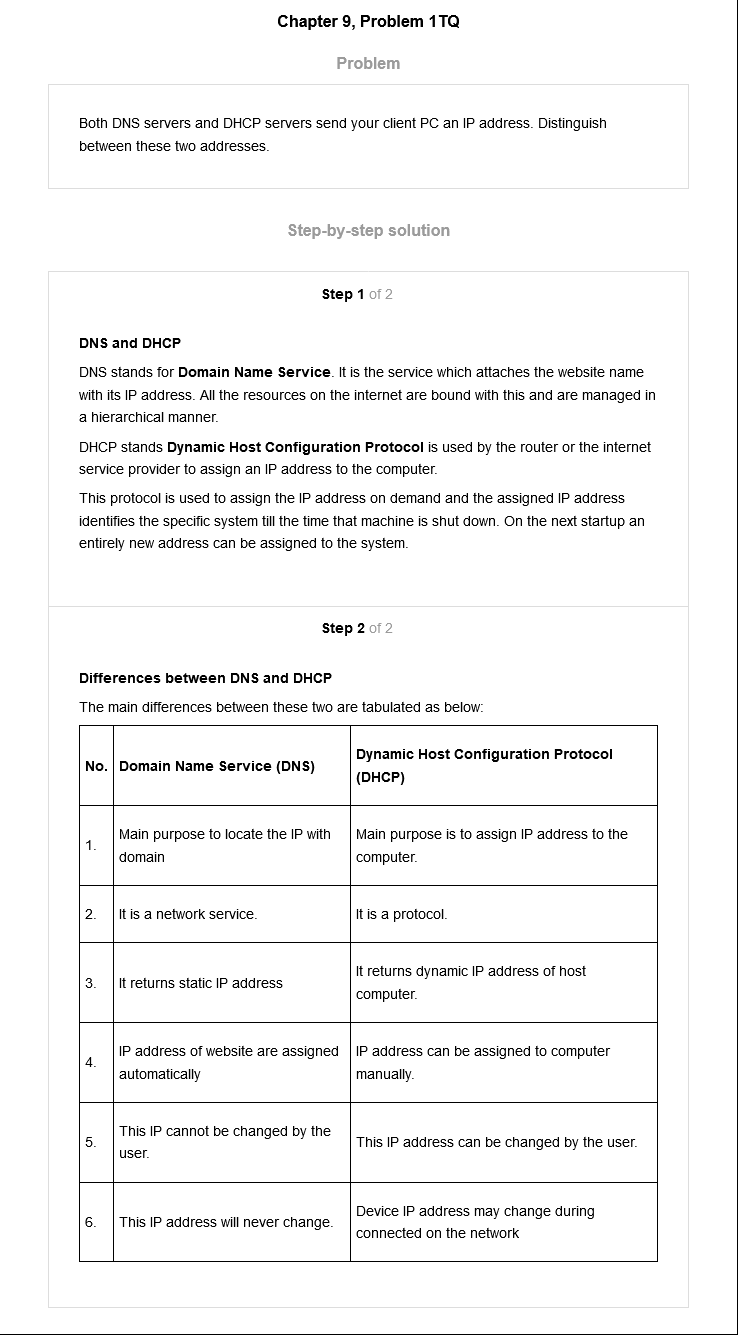 Chapter 9, Problem 1TQ
Problem
Both DNS servers and DHCP servers send your client PC an IP address. Distinguish
between these two addresses.
Step-by-step solution
Step 1 of 2
DNS and DHCP
DNS stands for Domain Name Service. It is the service which attaches the website name
with its IP address. All the resources on the internet are bound with this and are managed in
a hierarchical manner.
DHCP stands Dynamic Host Configuration Protocol is used by the router or the internet
service provider to assign an IP address to the computer.
This protocol is used to assign the IP address on demand and the assigned IP address
identifies the specific system till the time that machine is shut down. On the next startup an
entirely new address can be assigned to the system.
Step 2 of 2
Differences between DNS and DHCP
The main differences between these two are tabulated as below:
No. Domain Name Service (DNS) Dynamic Host Configuration Protocol
(DHCP)
1. Main purpose to locate the IP with
domain
Main purpose is to assign IP address to the
computer.
2. It is a network service. It is a protocol.
3. It returns static IP address
It returns dynamic IP address of host
computer.
4. IP address of website are assigned
automatically
IP address can be assigned to computer
manually.
5. This IP cannot be changed by the
user.
This IP address can be changed by the user.
6. This IP address will never change.
Device IP address may change during
connected on the network